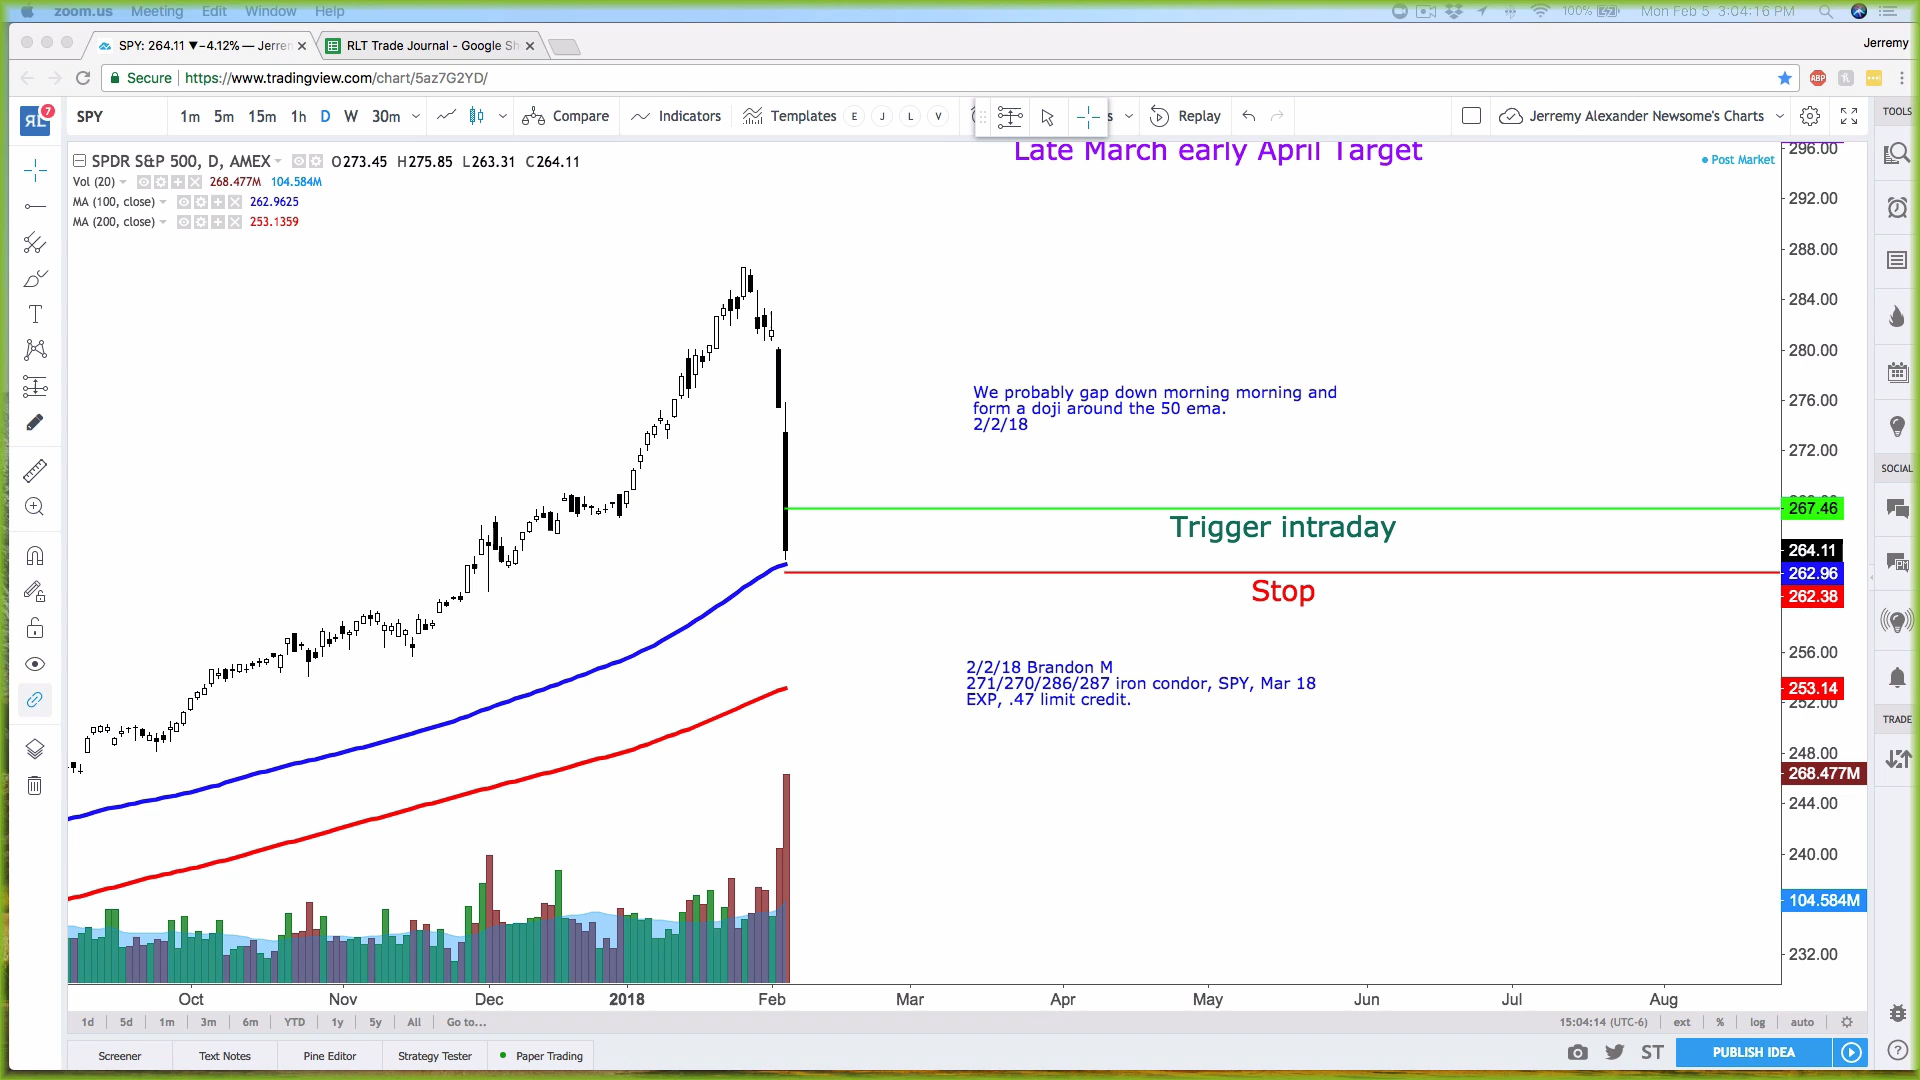 zoom.us Meeting Edit Window Help 100% Mon Feb 5 3:04:16 PM
SPY: 264.11 ▼−4.12% — Jerren RLT Trade Journal - Google Sh Jerremy
Secure https://www.tradingview.com/chart/5az7G2YD/ ABP
7
SPY 1m 5m 15m 1h D W 30m Compare Indicators Templates E J L V s Replay Jerremy Alexander Newsome's Charts TOOLS
SPDR S&P 500, D, AMEX O273.45 H275.85 L263.31 C264.11
Vol (20) 268.477M 104.584M
MA (100, close) 262.9625
MA (200, close) 253.1359
Late March early April Target
Post Market
296.00
292.00
288.00
284.00
280.00
276.00
272.00
267.46
264.11
262.96
262.38
256.00
253.14
252.00
248.00
268.477M
244.00
240.00
104.584M
232.00
We probably gap down morning morning and
form a doji around the 50 ema.
2/2/18
Trigger intraday
Stop
2/2/18 Brandon M
271/270/286/287 iron condor, SPY, Mar 18
EXP, .47 limit credit.
SOCIAL
TRADE
Oct Nov Dec 2018 Feb Mar Apr May Jun Jul Aug
1d 5d 1m 3m 6m YTD 1y 5y All Go to... 15:04:14 (UTC-6) ext % log auto
Screener Text Notes Pine Editor Strategy Tester Paper Trading ST PUBLISH IDEA